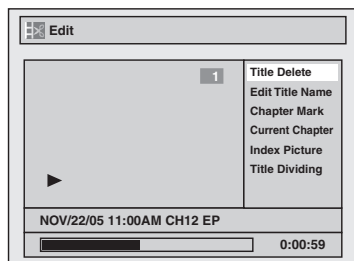 Edit
1
Title Delete
Edit Title Name
Chapter Mark
Current Chapter
Index Picture
Title Dividing
NOV/22/05 11:00AM CH12 EP
0:00:59